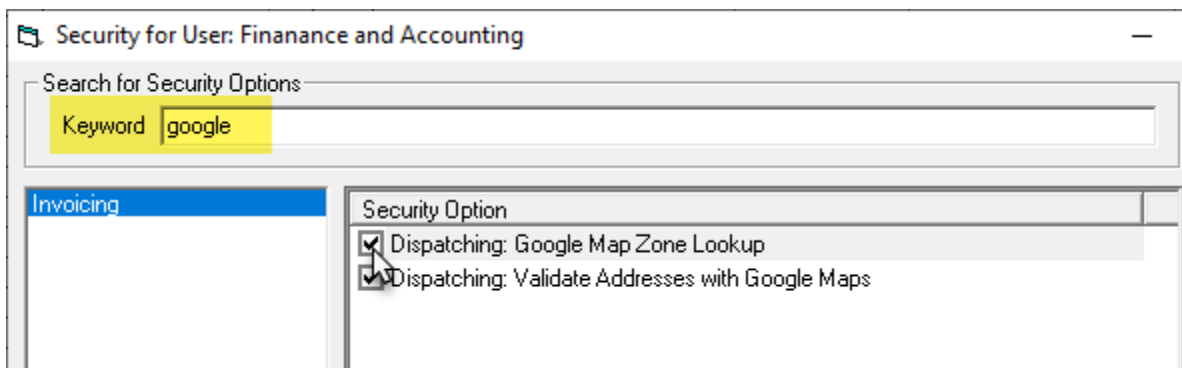 Security for User: Finanance and Accounting
Search for Security Options
Keyword google
Invoicing
Security Option
Dispatching: Google Map Zone Lookup
Dispatching: Validate Addresses with Google Maps